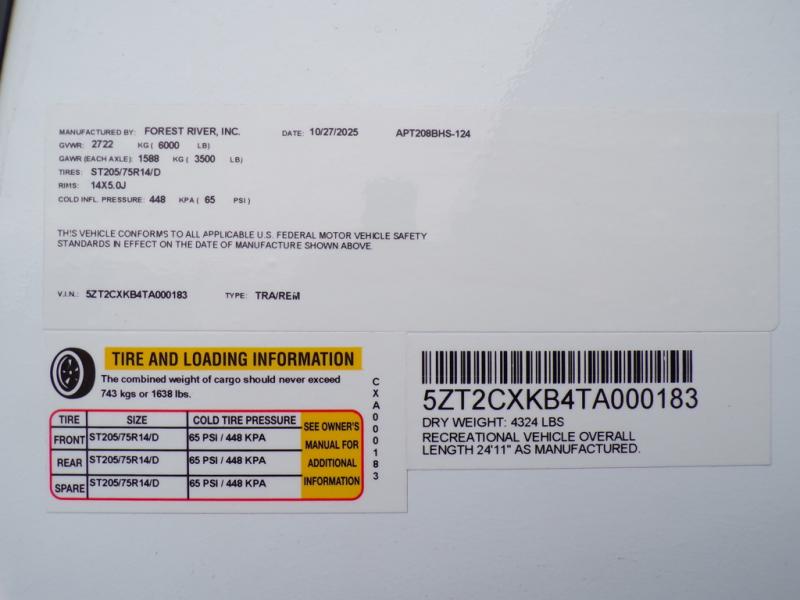 MANUFACTURED BY: FOREST RIVER, INC. DATE: 10/27/2025 APT208BHS-124
GVWR: 2722 KG ( 6000 LB)
GAWR (EACH AXLE): 1588 KG ( 3500 LB)
TIRES: ST205/75R14/D
RIMS: 14X5.0J
COLD INFL. PRESSURE: 448 KPA ( 65 PSI )
THIS VEHICLE CONFORMS TO ALL APPLICABLE U.S. FEDERAL MOTOR VEHICLE SAFETY
STANDARDS IN EFFECT ON THE DATE OF MANUFACTURE SHOWN ABOVE.
V.I.N.: 5ZT2CXKB4TA000183 TYPE: TRA/REM
TIRE AND LOADING INFORMATION
The combined weight of cargo should never exceed
743 kgs or 1638 lbs.
TIRE SIZE COLD TIRE PRESSURE
FRONT ST205/75R14/D 65 PSI / 448 KPA
REAR ST205/75R14/D 65 PSI / 448 KPA
SPARE ST205/75R14/D 65 PSI / 448 KPA
SEE OWNER'S
MANUAL FOR
ADDITIONAL
INFORMATION
CXA000183
5ZT2CXKB4TA000183
DRY WEIGHT: 4324 LBS
RECREATIONAL VEHICLE OVERALL
LENGTH 24'11" AS MANUFACTURED.